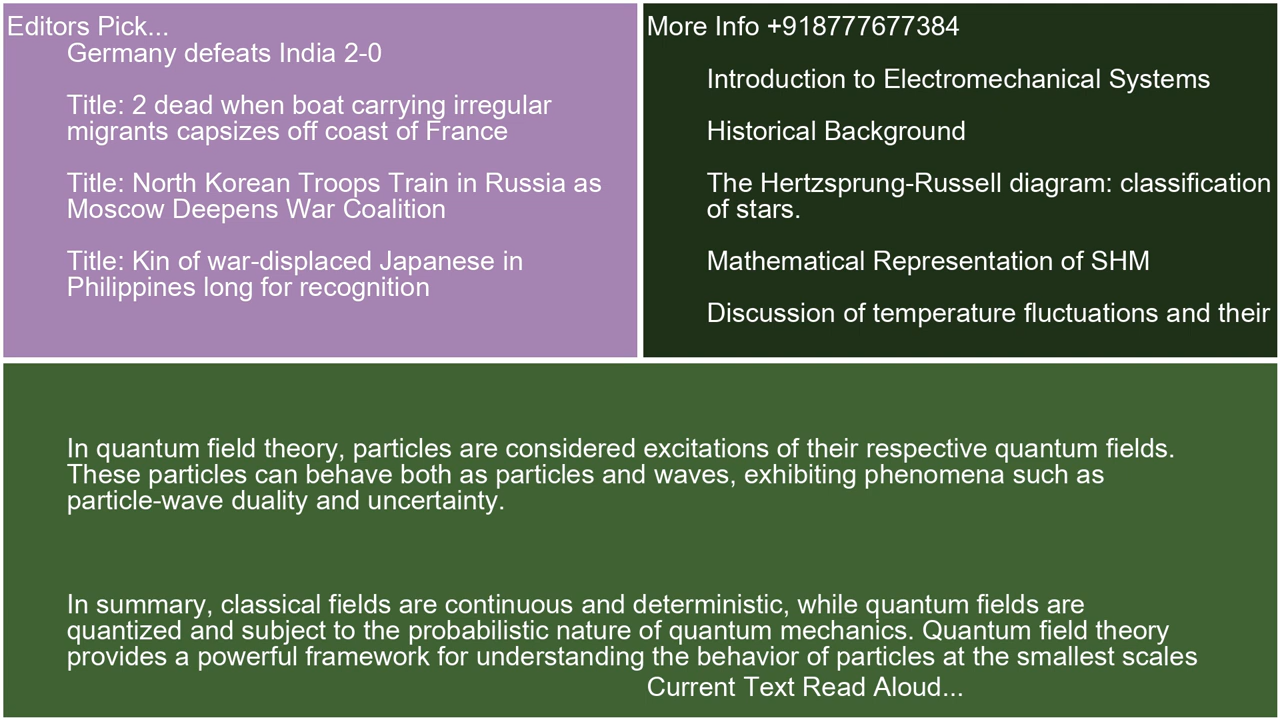 Editors Pick...
Germany defeats India 2-0
Title: 2 dead when boat carrying irregular
migrants capsizes off coast of France
Title: North Korean Troops Train in Russia as
Moscow Deepens War Coalition
Title: Kin of war-displaced Japanese in
Philippines long for recognition
More Info +918777677384
Introduction to Electromechanical Systems
Historical Background
The Hertzsprung-Russell diagram: classification
of stars.
Mathematical Representation of SHM
Discussion of temperature fluctuations and their
In quantum field theory, particles are considered excitations of their respective quantum fields.
These particles can behave both as particles and waves, exhibiting phenomena such as
particle-wave duality and uncertainty.
In summary, classical fields are continuous and deterministic, while quantum fields are
quantized and subject to the probabilistic nature of quantum mechanics. Quantum field theory
provides a powerful framework for understanding the behavior of particles at the smallest scales
Current Text Read Aloud...